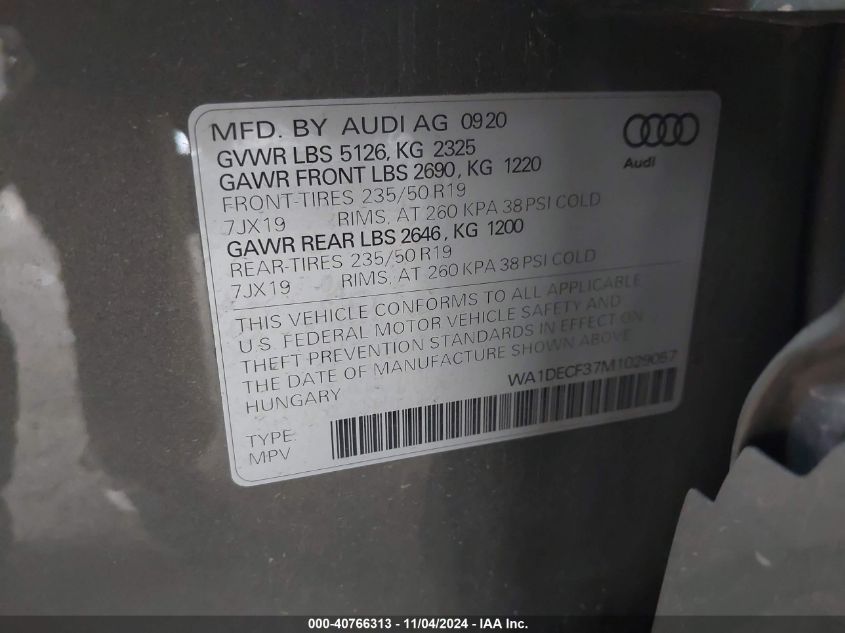 MFD. BY AUDI AG 0920
GVWR LBS 5126, KG 2325
GAWR FRONT LBS 2690, KG 1220
FRONT-TIRES 235/50 R19
7JX19 RIMS, AT 260 KPA 38 PSI COLD
GAWR REAR LBS 2646, KG 1200
REAR-TIRES 235/50 R19
7JX19 RIMS, AT 260 KPA 38 PSI COLD
Audi
THIS VEHICLE CONFORMS TO ALL APPLICABLE
U.S. FEDERAL MOTOR VEHICLE SAFETY AND
THEFT PREVENTION STANDARDS IN EFFECT ON
THE DATE OF MANUFACTURE SHOWN ABOVE
HUNGARY
WA1DECF37M1029057
TYPE:
MPV
000-40766313 - 11/04/2024 - IAA Inc.